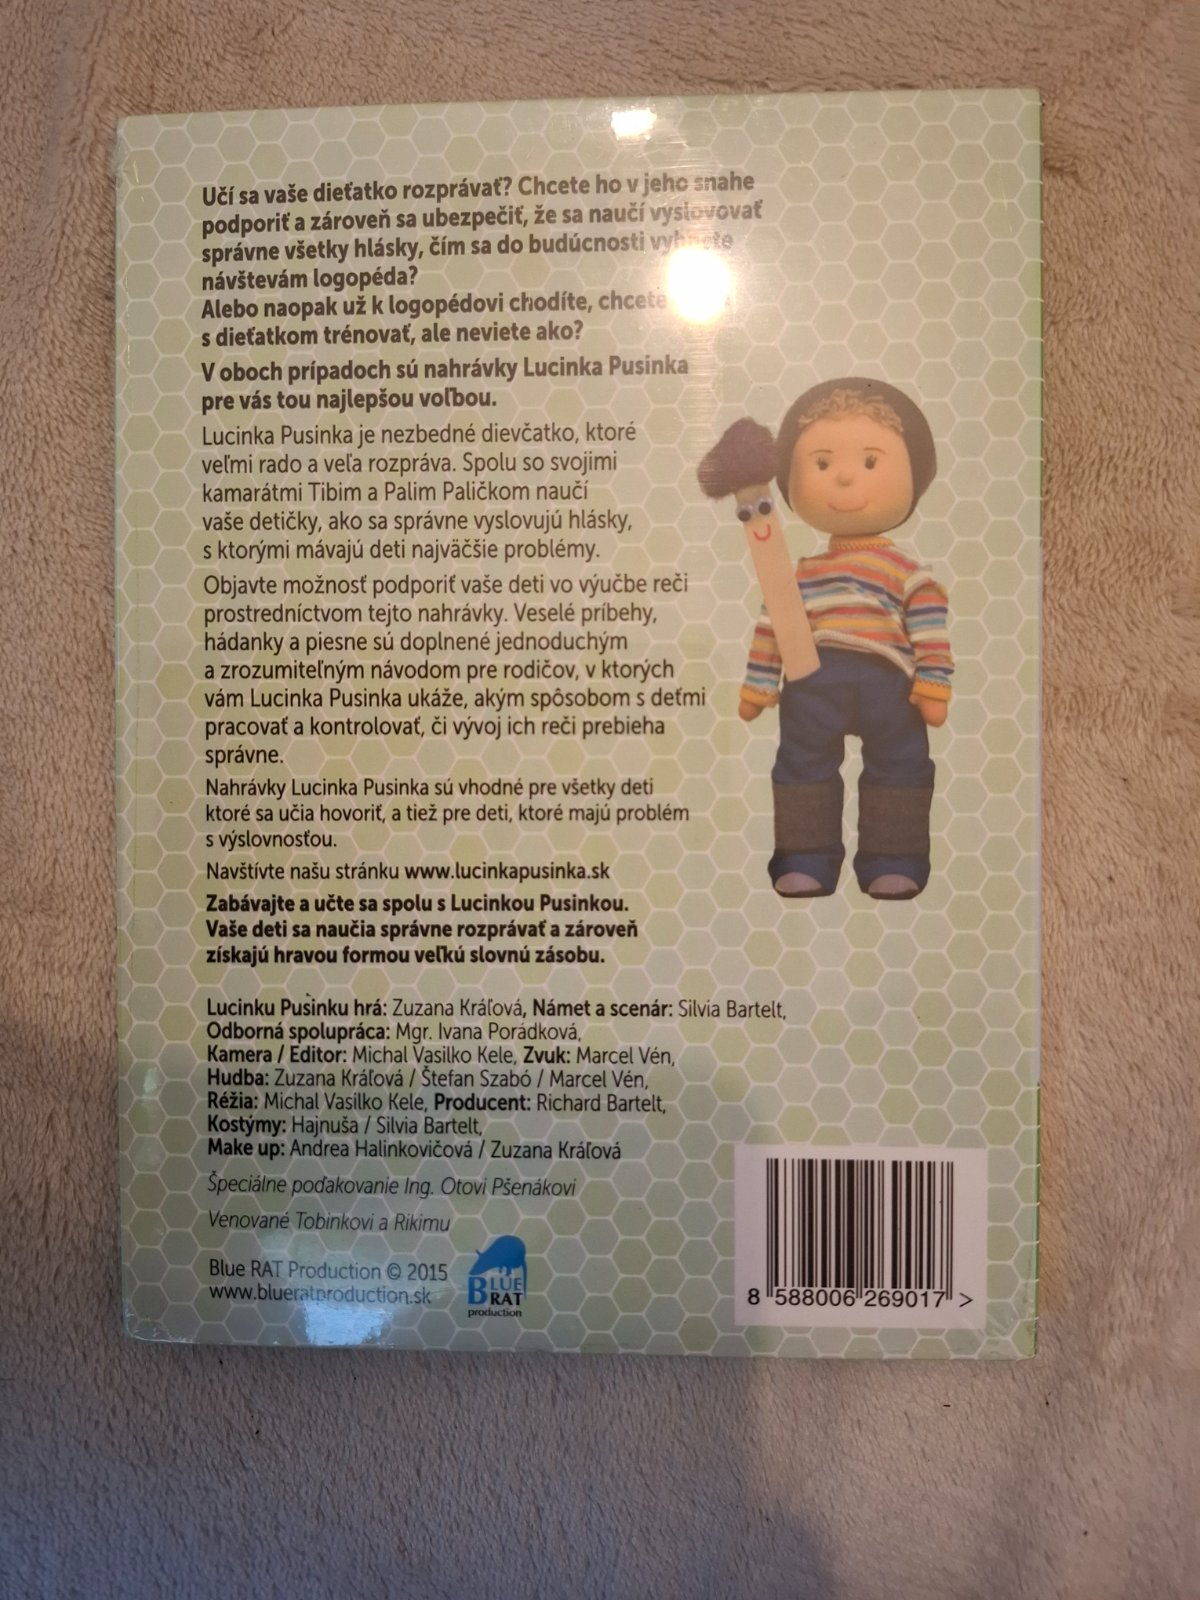 Učí sa vaše dieťatko rozprávať? Chcete ho v jeho snahe
podporiť a zároveň sa ubezpečiť, že sa naučí vyslovovať
správne všetky hlásky, čím sa do budúcnosti vyhnete
návštevám logopéda?
Alebo naopak už k logopédovi chodíte, chcete
s dieťatkom trénovať, ale neviete ako?
V oboch prípadoch sú nahrávky Lucinka Pusinka
pre vás tou najlepšou voľbou.
Lucinka Pusinka je nezbedné dievčatko, ktoré
veľmi rado a veľa rozpráva. Spolu so svojimi
kamarátmi Tibim a Palim Paličkom naučí
vaše detičky, ako sa správne vyslovujú hlásky,
s ktorými mávajú deti najväčšie problémy.
Objavte možnosť podporiť vaše deti vo výučbe reči
prostredníctvom tejto nahrávky. Veselé príbehy,
hádanky a piesne sú doplnené jednoduchým
a zrozumiteľným návodom pre rodičov, v ktorých
vám Lucinka Pusinka ukáže, akým spôsobom s deťmi
pracovať a kontrolovať, či vývoj ich reči prebieha
správne.
Nahrávky Lucinka Pusinka sú vhodné pre všetky deti
ktoré sa učia hovoriť, a tiež pre deti, ktoré majú problém
s výslovnosťou.
Navštívte našu stránku www.lucinkapusinka.sk
Zabávajte a učte sa spolu s Lucinkou Pusinkou.
Vaše deti sa naučia správne rozprávať a zároveň
získajú hravou formou veľkú slovnú zásobu.
Lucinku Pusinku hrá: Zuzana Kráľová, Námet a scenár: Silvia Bartelt,
Odborná spolupráca: Mgr. Ivana Porádková,
Kamera / Editor: Michal Vasilko Kele, Zvuk: Marcel Vén,
Hudba: Zuzana Kráľová / Štefan Szabó / Marcel Vén,
Réžia: Michal Vasilko Kele, Producent: Richard Bartelt,
Kostýmy: Hajnuša / Silvia Bartelt,
Make up: Andrea Halinkovičová / Zuzana Kráľová
Špeciálne poďakovanie Ing. Otovi Pšenákovi
Venované Tobinkovi a Rikimu
Blue RAT Production © 2015
www.blueratproduction.sk
BLUE
RAT
production
8 588006 269017 >